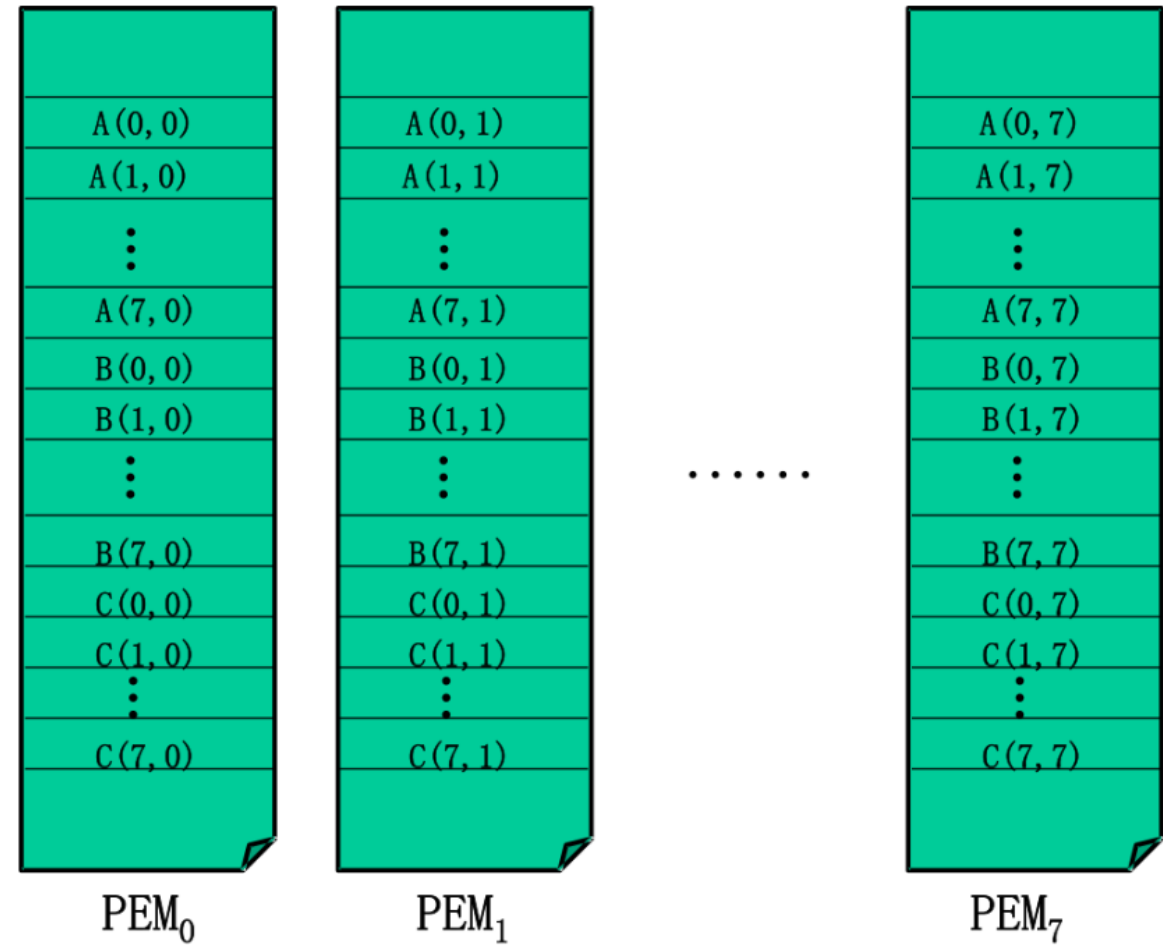 A(0,0) A(0,1) A(0,7)
A(1,0) A(1,1) A(1,7)
⋮ ⋮ ⋮
A(7,0) A(7,1) A(7,7)
B(0,0) B(0,1) B(0,7)
B(1,0) B(1,1) B(1,7)
⋮ ⋮ ...... ⋮
B(7,0) B(7,1) B(7,7)
C(0,0) C(0,1) C(0,7)
C(1,0) C(1,1) C(1,7)
⋮ ⋮ ⋮
C(7,0) C(7,1) C(7,7)
PEM₀ PEM₁ PEM₇